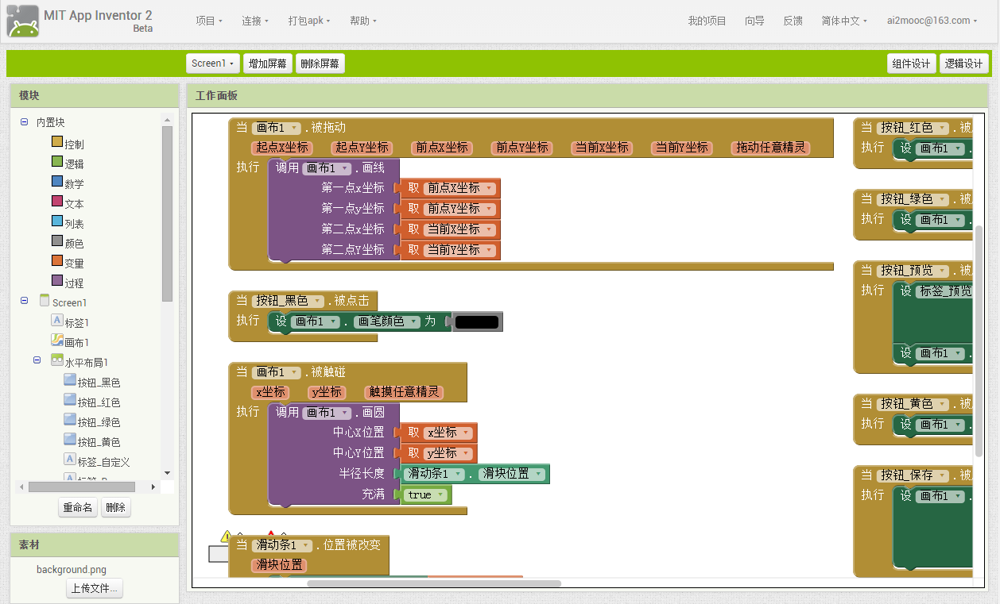 MIT App Inventor 2
Beta
项目 连接 打包apk 帮助
我的项目 向导 反馈 简体中文 ai2mooc@163.com
Screen1 增加屏幕 删除屏幕 组件设计 逻辑设计
模块
内置块
控制
逻辑
数学
文本
列表
颜色
变量
过程
Screen1
标签1
画布1
水平布局1
按钮_黑色
按钮_红色
按钮_绿色
按钮_黄色
标签_自定义
重命名 删除
素材
background.png
上传文件...
工作面板
当 画布1 . 被拖动
起点X坐标 起点Y坐标 前点X坐标 前点Y坐标 当前X坐标 当前Y坐标 拖动任意精灵
执行 调用 画布1 . 画线
第一点x坐标 取 前点X坐标
第一点y坐标 取 前点Y坐标
第二点x坐标 取 当前X坐标
第二点Y坐标 取 当前Y坐标
当 按钮_黑色 . 被点击
执行 设 画布1 . 画笔颜色 为
当 画布1 . 被触碰
x坐标 y坐标 触摸任意精灵
执行 调用 画布1 . 画圆
中心X位置 取 x坐标
中心Y位置 取 y坐标
半径长度 滑动条1 . 滑块位置
充满 true
当 滑动条1 . 位置被改变
滑块位置
当 按钮_红色 . 被
执行 设 画布1 .
当 按钮_绿色 . 被
执行 设 画布1 .
当 按钮_预览 . 被
执行 设 标签_预览
设 画布1 .
当 按钮_黄色 . 被
执行 设 画布1 .
当 按钮_保存 . 被
执行 设 画布1 .